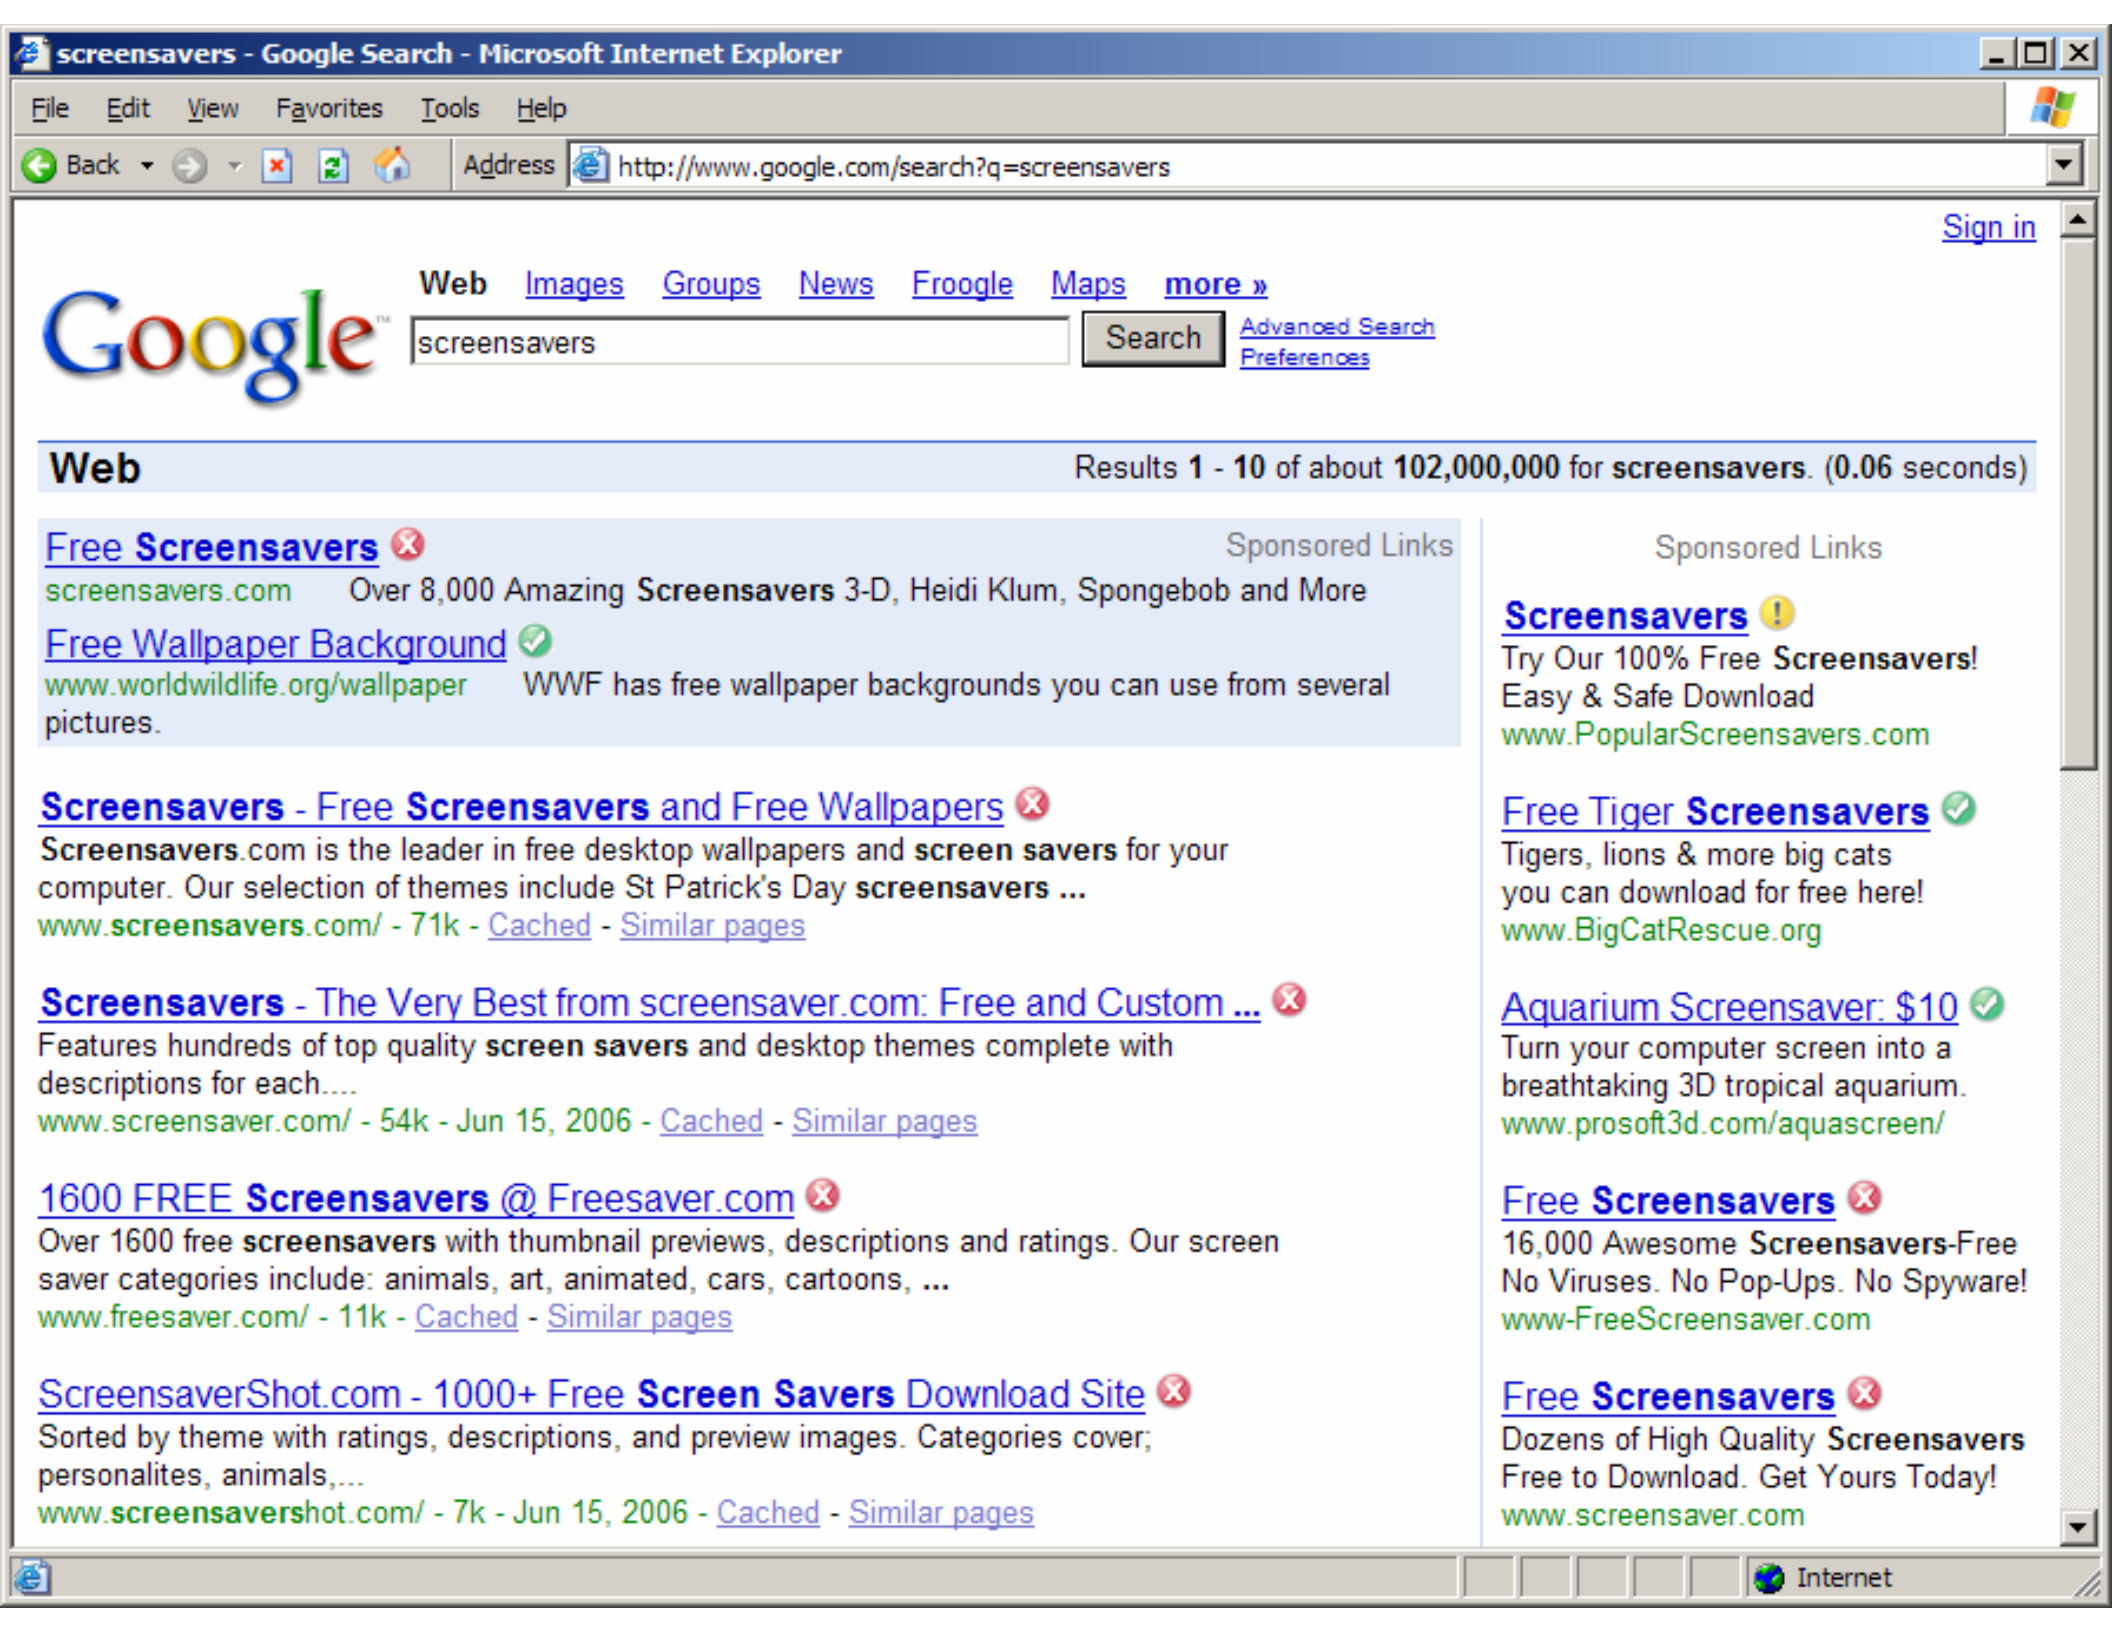 screensavers - Google Search - Microsoft Internet Explorer
File Edit View Favorites Tools Help
Back Address http://www.google.com/search?q=screensavers
Sign in
Google™
Web Images Groups News Froogle Maps more »
screensavers Search Advanced Search
Preferences
Web Results 1 - 10 of about 102,000,000 for screensavers. (0.06 seconds)
Free Screensavers Sponsored Links
screensavers.com Over 8,000 Amazing Screensavers 3-D, Heidi Klum, Spongebob and More
Free Wallpaper Background
www.worldwildlife.org/wallpaper WWF has free wallpaper backgrounds you can use from several
pictures.
Screensavers - Free Screensavers and Free Wallpapers
Screensavers.com is the leader in free desktop wallpapers and screen savers for your
computer. Our selection of themes include St Patrick's Day screensavers ...
www.screensavers.com/ - 71k - Cached - Similar pages
Screensavers - The Very Best from screensaver.com: Free and Custom ...
Features hundreds of top quality screen savers and desktop themes complete with
descriptions for each....
www.screensaver.com/ - 54k - Jun 15, 2006 - Cached - Similar pages
1600 FREE Screensavers @ Freesaver.com
Over 1600 free screensavers with thumbnail previews, descriptions and ratings. Our screen
saver categories include: animals, art, animated, cars, cartoons, ...
www.freesaver.com/ - 11k - Cached - Similar pages
ScreensaverShot.com - 1000+ Free Screen Savers Download Site
Sorted by theme with ratings, descriptions, and preview images. Categories cover;
personalites, animals,...
www.screensavershot.com/ - 7k - Jun 15, 2006 - Cached - Similar pages
Sponsored Links
Screensavers
Try Our 100% Free Screensavers!
Easy & Safe Download
www.PopularScreensavers.com
Free Tiger Screensavers
Tigers, lions & more big cats
you can download for free here!
www.BigCatRescue.org
Aquarium Screensaver: $10
Turn your computer screen into a
breathtaking 3D tropical aquarium.
www.prosoft3d.com/aquascreen/
Free Screensavers
16,000 Awesome Screensavers-Free
No Viruses. No Pop-Ups. No Spyware!
www-FreeScreensaver.com
Free Screensavers
Dozens of High Quality Screensavers
Free to Download. Get Yours Today!
www.screensaver.com
Internet